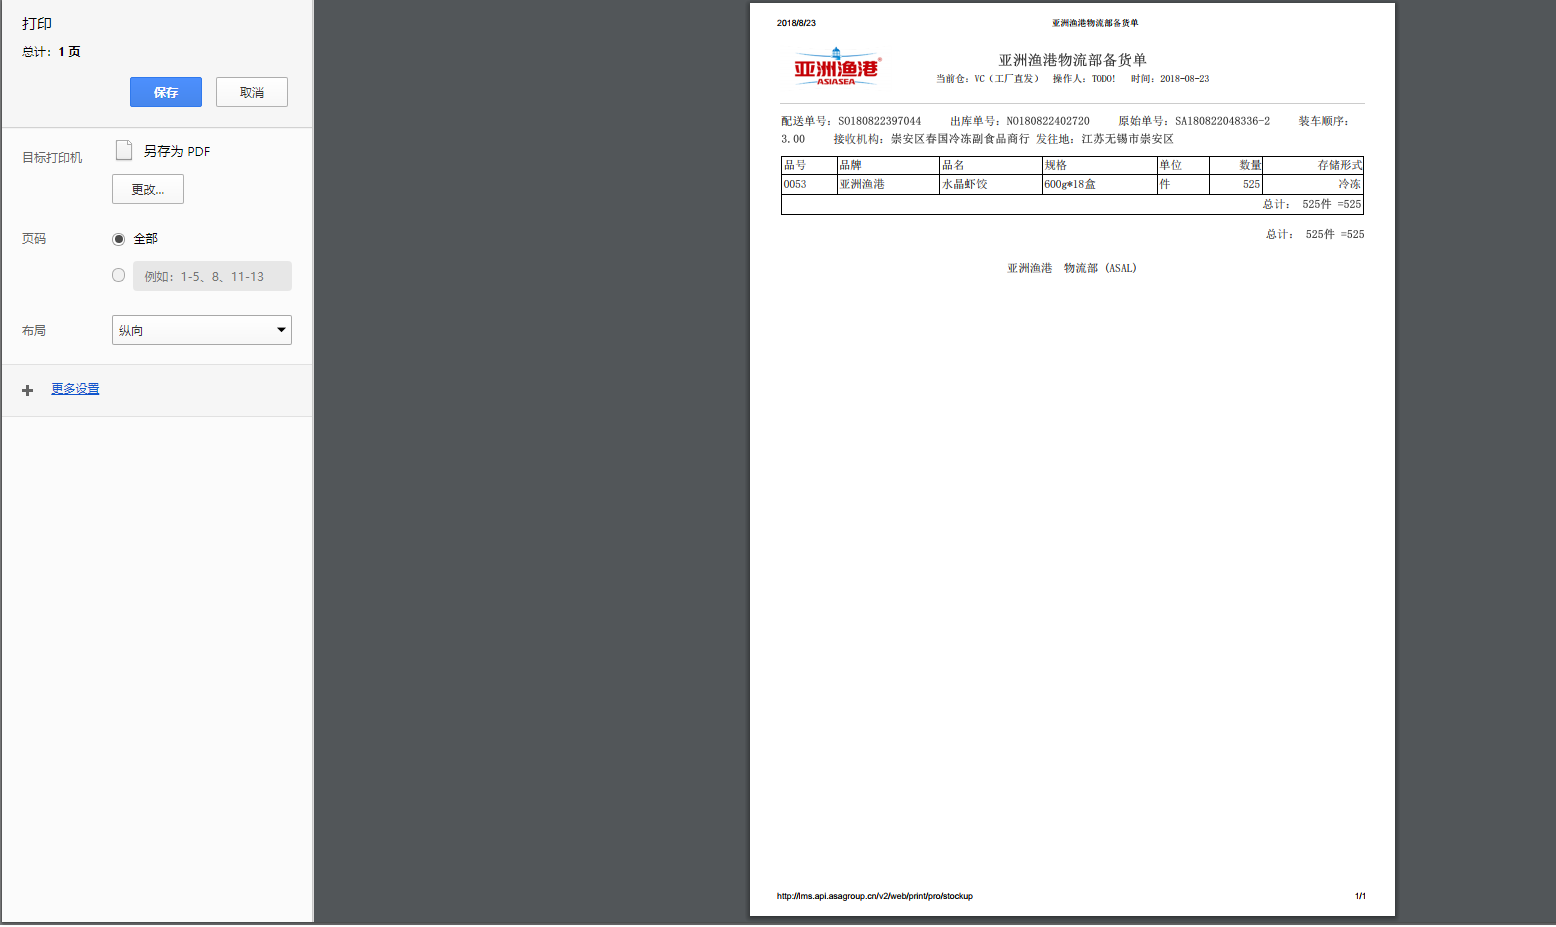 打印
总计：1 页
保存 取消
目标打印机 另存为 PDF
更改...
页码 全部
例如：1-5、8、11-13
布局 纵向
更多设置
2018/8/23 亚洲渔港物流部备货单
亚洲渔港
ASIASEA
亚洲渔港物流部备货单
当前仓：VC（工厂直发） 操作人：TODO! 时间：2018-08-23
配送单号：SO180822397044 出库单号：NO180822402720 原始单号：SA180822048336-2 装车顺序：
3.00 接收机构：崇安区春国冷冻副食品商行 发往地：江苏无锡市崇安区
品号 品牌 品名 规格 单位 数量 存储形式
0053 亚洲渔港 水晶虾饺 600g*18盒 件 525 冷冻
总计： 525件 =525
总计： 525件 =525
亚洲渔港 物流部 (ASAL)
http://lms.api.asagroup.cn/v2/web/print/pro/stockup 1/1